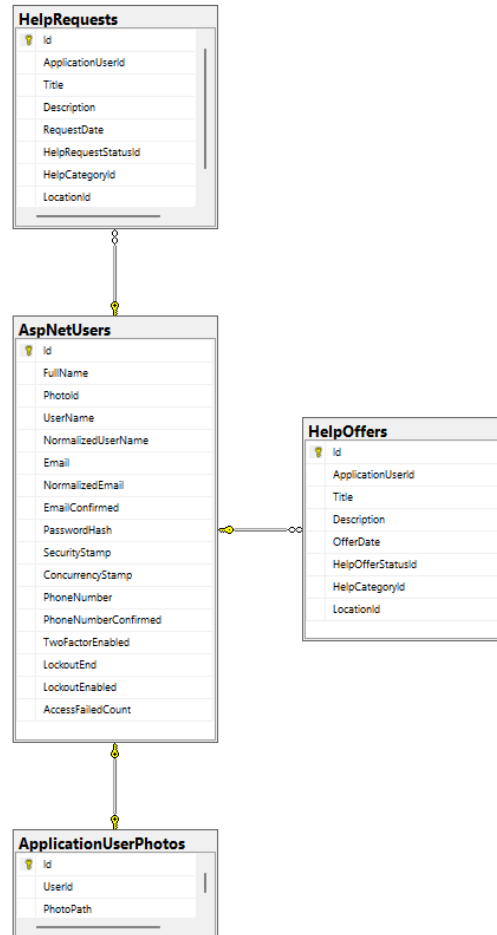 HelpRequests
Id
ApplicationUserId
Title
Description
RequestDate
HelpRequestStatusId
HelpCategoryId
LocationId
AspNetUsers
Id
FullName
PhotoId
UserName
NormalizedUserName
Email
NormalizedEmail
EmailConfirmed
PasswordHash
SecurityStamp
ConcurrencyStamp
PhoneNumber
PhoneNumberConfirmed
TwoFactorEnabled
LockoutEnd
LockoutEnabled
AccessFailedCount
HelpOffers
Id
ApplicationUserId
Title
Description
OfferDate
HelpOfferStatusId
HelpCategoryId
LocationId
ApplicationUserPhotos
Id
UserId
PhotoPath